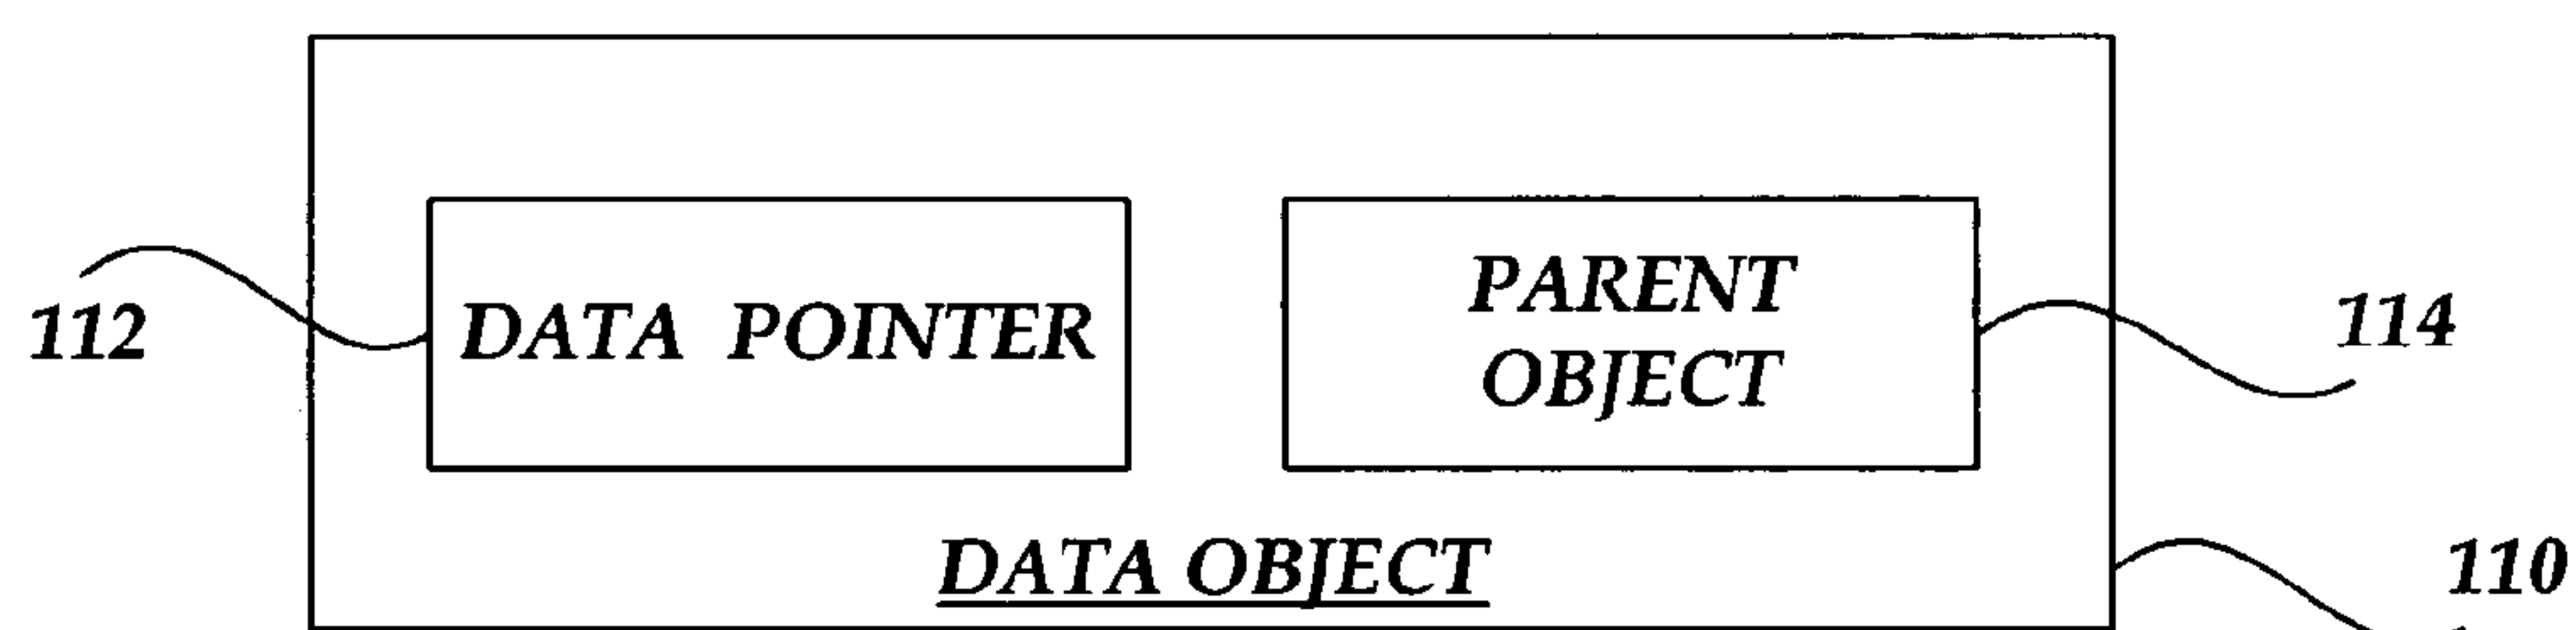 112
DATA POINTER
PARENT
OBJECT
114
DATA OBJECT
110